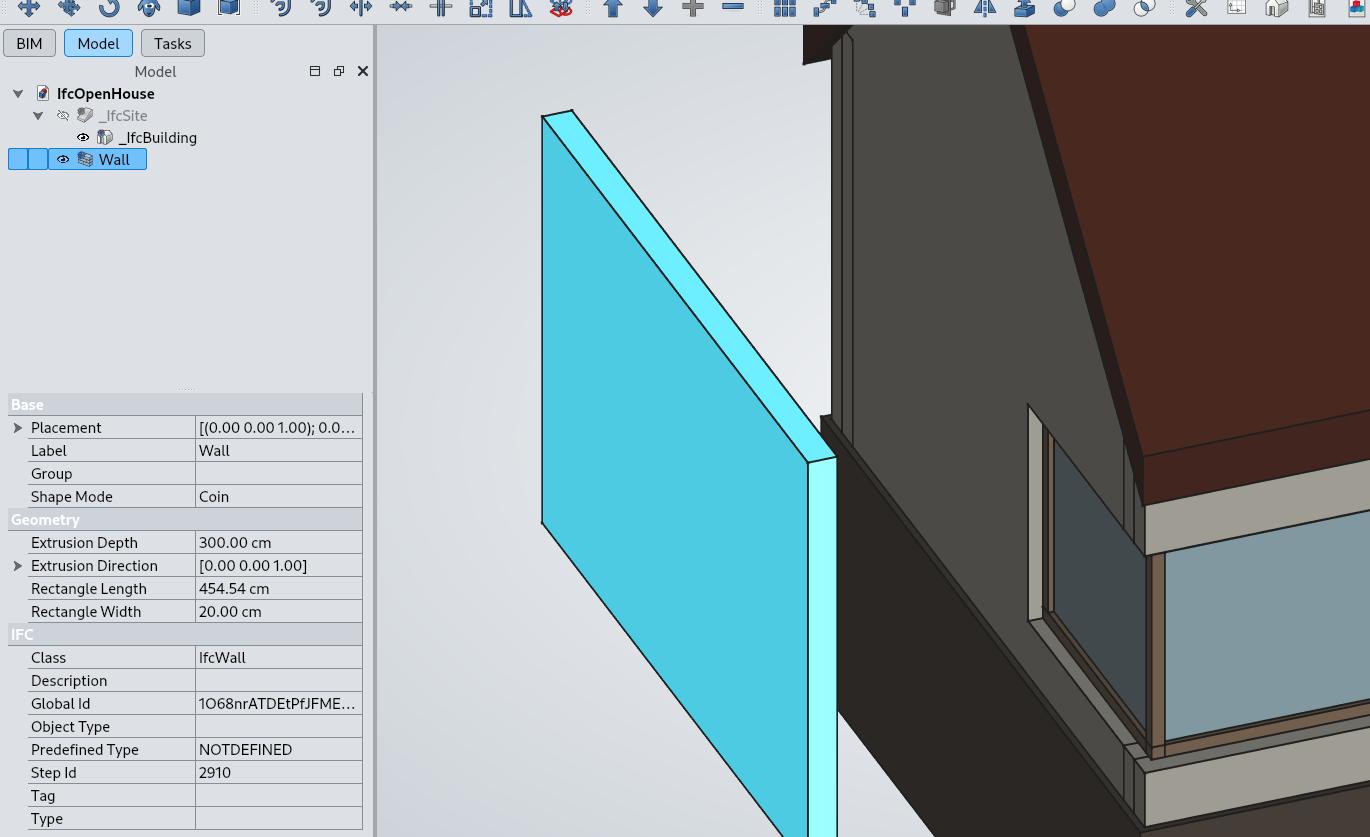 BIM Model Tasks
Model
IfcOpenHouse
_IfcSite
_IfcBuilding
Wall
Base
Placement [(0.00 0.00 1.00); 0.0...
Label Wall
Group
Shape Mode Coin
Geometry
Extrusion Depth 300.00 cm
Extrusion Direction [0.00 0.00 1.00]
Rectangle Length 454.54 cm
Rectangle Width 20.00 cm
IFC
Class IfcWall
Description
Global Id 1O68nrATDEtPfJFME...
Object Type
Predefined Type NOTDEFINED
Step Id 2910
Tag
Type